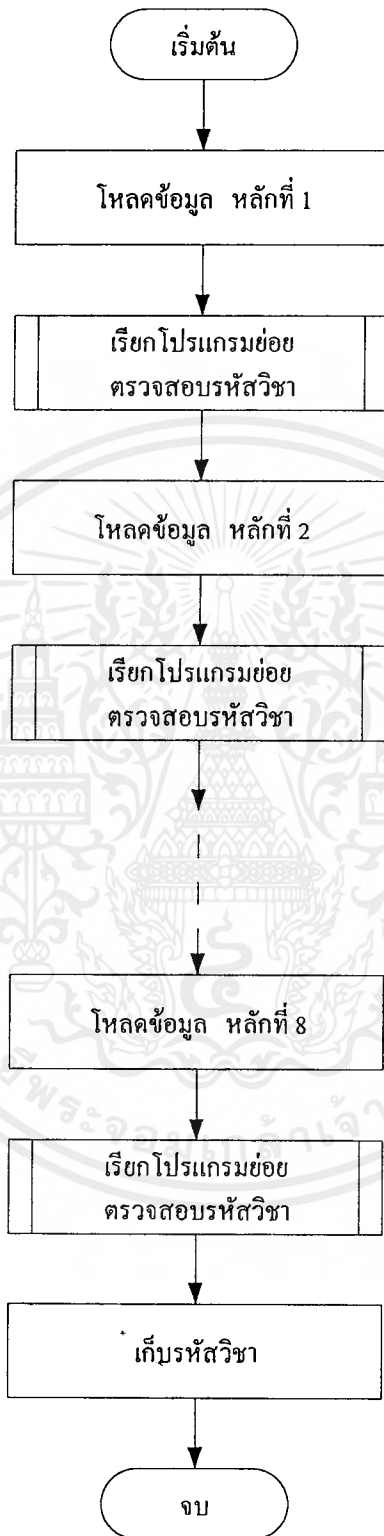 เริ่มต้น
โหลดข้อมูล หลักที่ 1
เรียกโปรแกรมย่อย
ตรวจสอบรหัสวิชา
โหลดข้อมูล หลักที่ 2
เรียกโปรแกรมย่อย
ตรวจสอบรหัสวิชา
โหลดข้อมูล หลักที่ 8
เรียกโปรแกรมย่อย
ตรวจสอบรหัสวิชา
เก็บรหัสวิชา
จบ